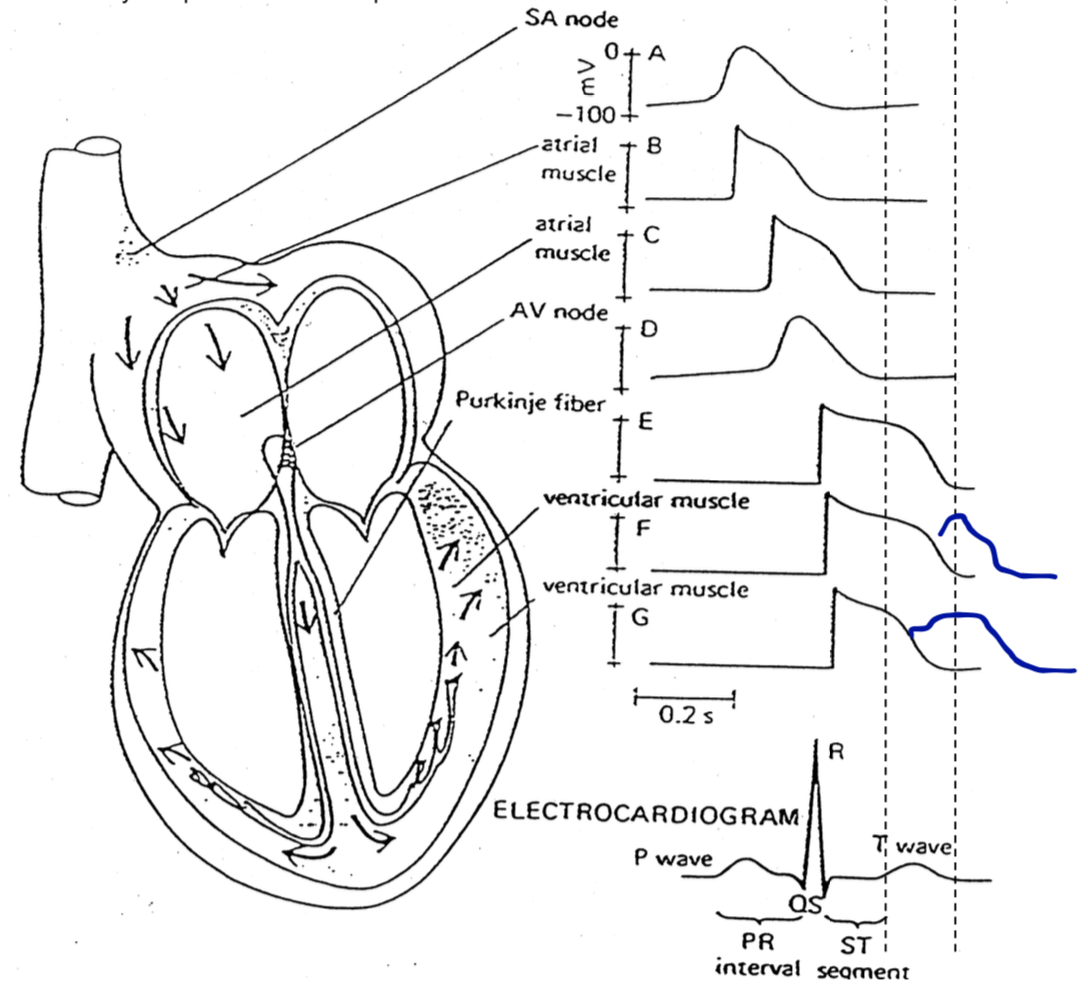 SA node
0 A
mV
-100
atrial
muscle
B
atrial
muscle
C
AV node
D
Purkinje fiber
E
ventricular muscle
F
ventricular muscle
G
0.2 s
R
ELECTROCARDIOGRAM
P wave
T wave
QS
PR
interval
ST
segment